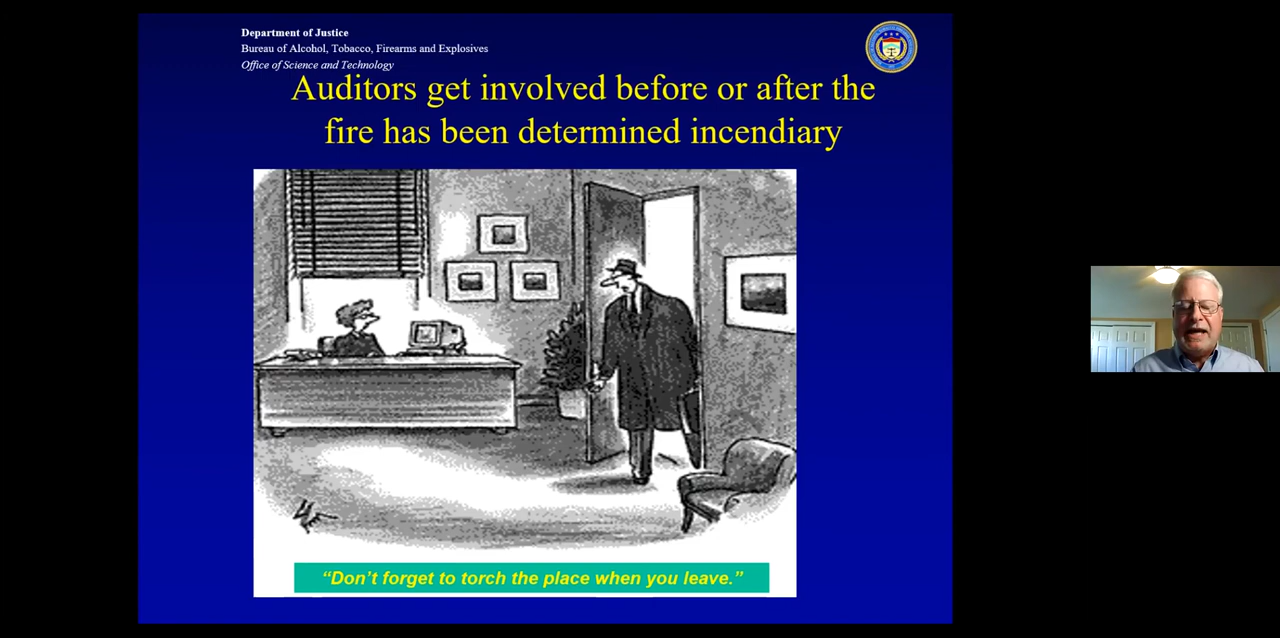 Department of Justice
Bureau of Alcohol, Tobacco, Firearms and Explosives
Office of Science and Technology
Auditors get involved before or after the
fire has been determined incendiary
“Don’t forget to torch the place when you leave.”